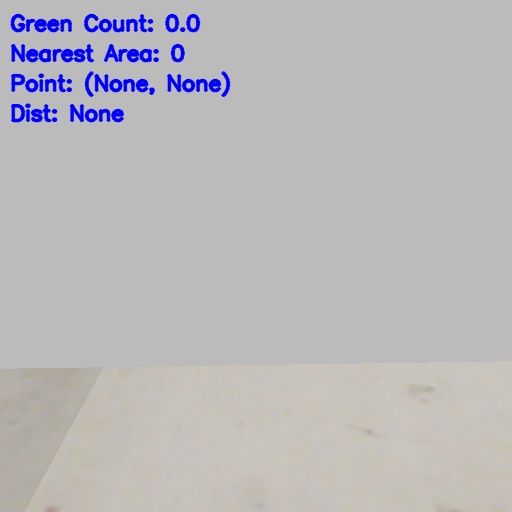 Green Count: 0.0
Nearest Area: 0
Point: (None, None)
Dist: None